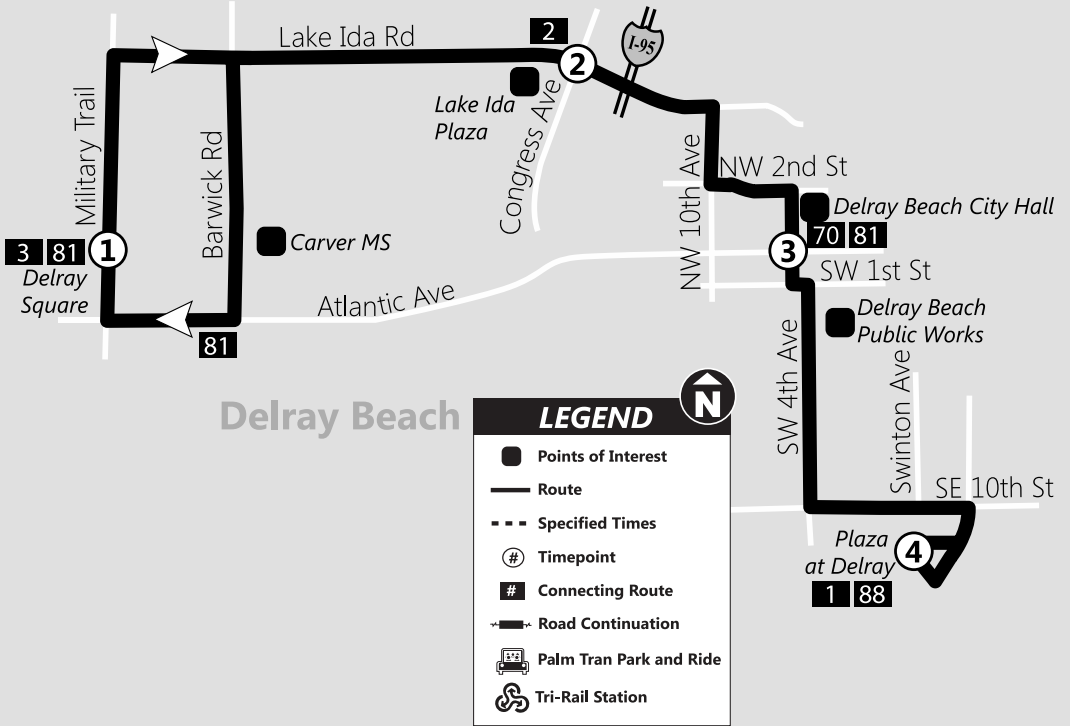 Lake Ida Rd
2
2
I-95
Lake Ida
Plaza
Congress Ave
Military Trail
Barwick Rd
NW 10th Ave
NW 2nd St
Delray Beach City Hall
70 81
3
SW 1st St
3 81
1
Delray
Square
Carver MS
Atlantic Ave
81
Delray Beach
Public Works
SW 4th Ave
Swinton Ave
SE 10th St
Plaza
at Delray
4
1 88
Delray Beach
N
LEGEND
Points of Interest
Route
Specified Times
# Timepoint
# Connecting Route
Road Continuation
Palm Tran Park and Ride
Tri-Rail Station